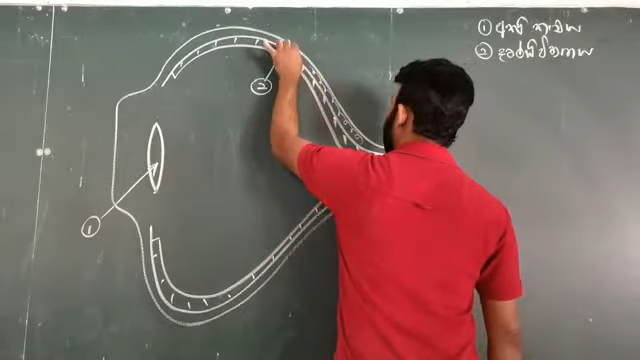 ① අක්ෂි කාචය
② දෘෂ්ටි විතානය
②
①